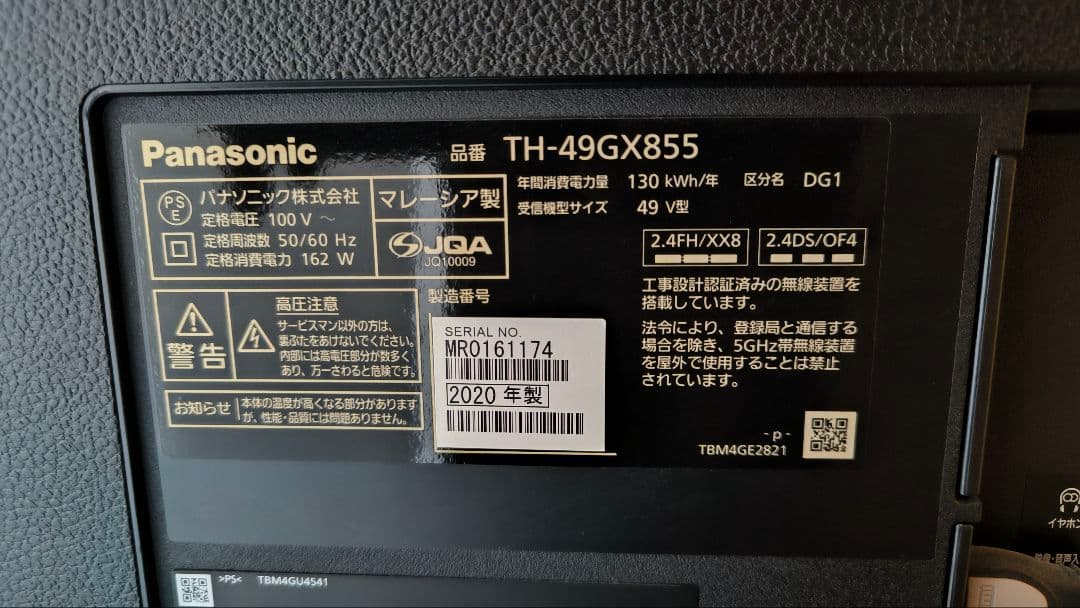 Panasonic
品番 TH-49GX855
PS
E
パナソニック株式会社
定格電圧 100 V ～
定格周波数 50/60 Hz
定格消費電力 162 W
マレーシア製
JQA
JQ10009
年間消費電力量 130 kWh/年 区分名 DG1
受信機型サイズ 49 V型
2.4FH/XX8
2.4DS/OF4
工事設計認証済みの無線装置を
搭載しています。
法令により、登録局と通信する
場合を除き、5GHz帯無線装置
を屋外で使用することは禁止
されています。
警告
高圧注意
サービスマン以外の方は、
裏ぶたをあけないでください。
内部には高電圧部分が数多く
あり、万一さわると危険です。
お知らせ
本体の温度が高くなる部分がありますが、
性能・品質には問題ありません。
製造番号
SERIAL NO.
MR0161174
2020 年製
-p-
TBM4GE2821
>PS< TBM4GU4541
イヤホン